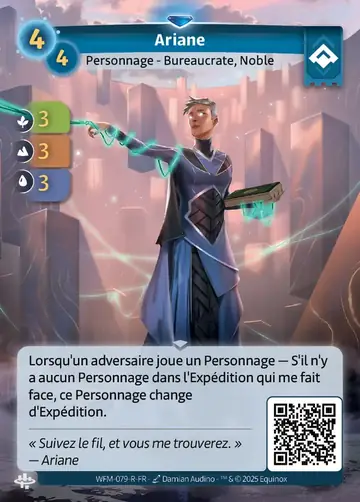 4
Ariane
4
Personnage - Bureaucrate, Noble
3
3
3
Lorsqu'un adversaire joue un Personnage — S'il n'y
a aucun Personnage dans l'Expédition qui me fait
face, ce Personnage change
d'Expédition.
« Suivez le fil, et vous me trouverez. »
— Ariane
WFM-079-R-FR - Damian Audino - ™ & © 2025 Equinox